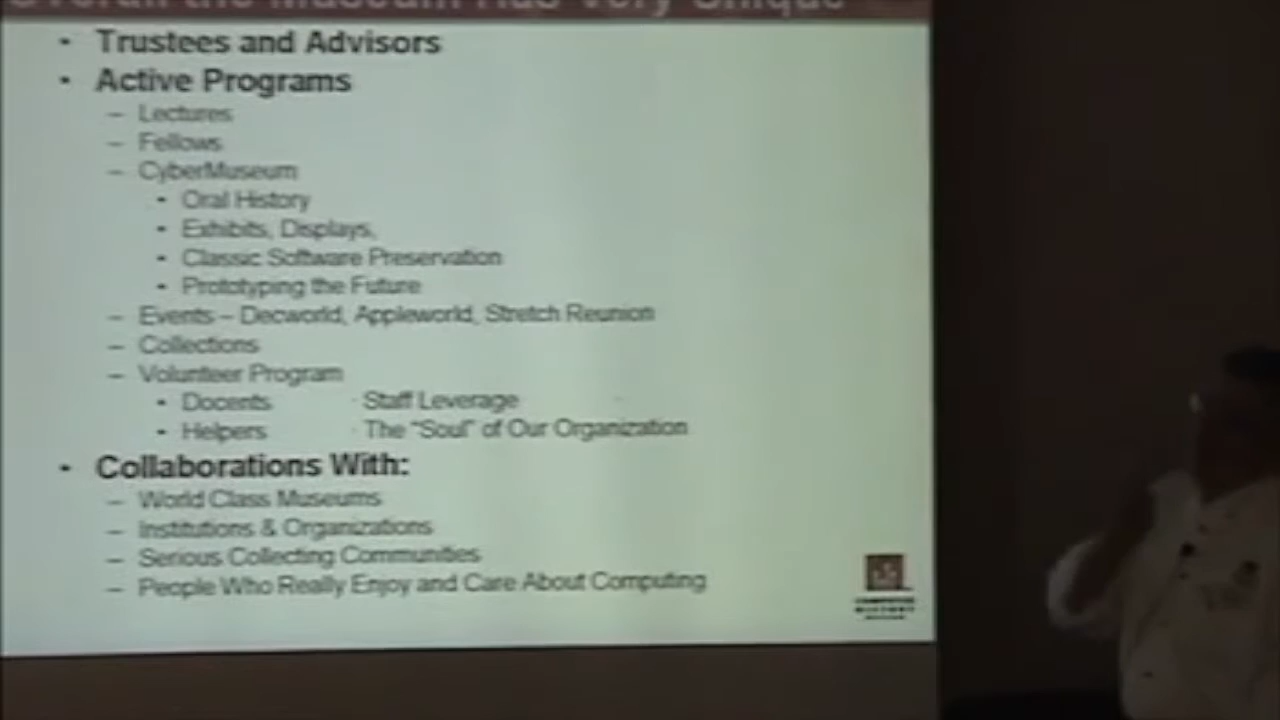 Overall the Museum Has Very Unique
• Trustees and Advisors
• Active Programs
– Lectures
– Fellows
– CyberMuseum
• Oral History
• Exhibits, Displays,
• Classic Software Preservation
• Prototyping the Future
– Events – Decworld, Appleworld, Stretch Reunion
– Collections
– Volunteer Program
• Docents · Staff Leverage
• Helpers · The "Soul" of Our Organization
• Collaborations With:
– World Class Museums
– Institutions & Organizations
– Serious Collecting Communities
– People Who Really Enjoy and Care About Computing
COMPUTER
HISTORY